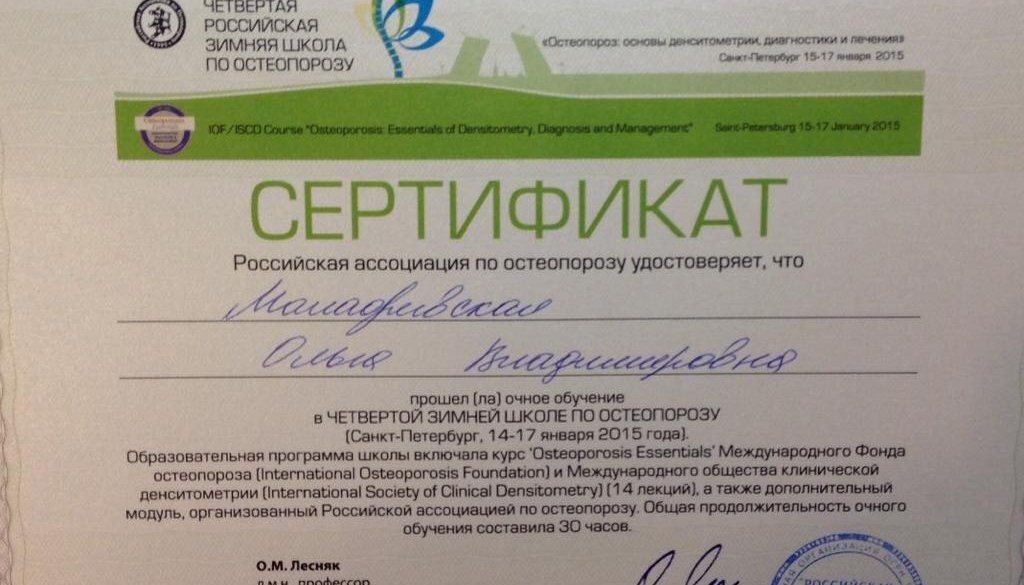 ЧЕТВЕРТАЯ
РОССИЙСКАЯ
ЗИМНЯЯ ШКОЛА
ПО ОСТЕОПОРОЗУ
«Остеопороз: основы денситометрии, диагностики и лечения»
Санкт-Петербург 15-17 января 2015
IOF/ISCD Course "Osteoporosis: Essentials of Densitometry, Diagnosis and Management"
Saint-Petersburg 15-17 January 2015
СЕРТИФИКАТ
Российская ассоциация по остеопорозу удостоверяет, что
Ольга Владимировна
прошел (ла) очное обучение
в ЧЕТВЕРТОЙ ЗИМНЕЙ ШКОЛЕ ПО ОСТЕОПОРОЗУ
(Санкт-Петербург, 14-17 января 2015 года).
Образовательная программа школы включала курс 'Osteoporosis Essentials' Международного Фонда
остеопороза (International Osteoporosis Foundation) и Международного общества клинической
денситометрии (International Society of Clinical Densitometry) (14 лекций), а также дополнительный
модуль, организованный Российской ассоциацией по остеопорозу. Общая продолжительность очного
обучения составила 30 часов.
О.М. Лесняк
д.м.н., профессор
"РОССИЙСКАЯ